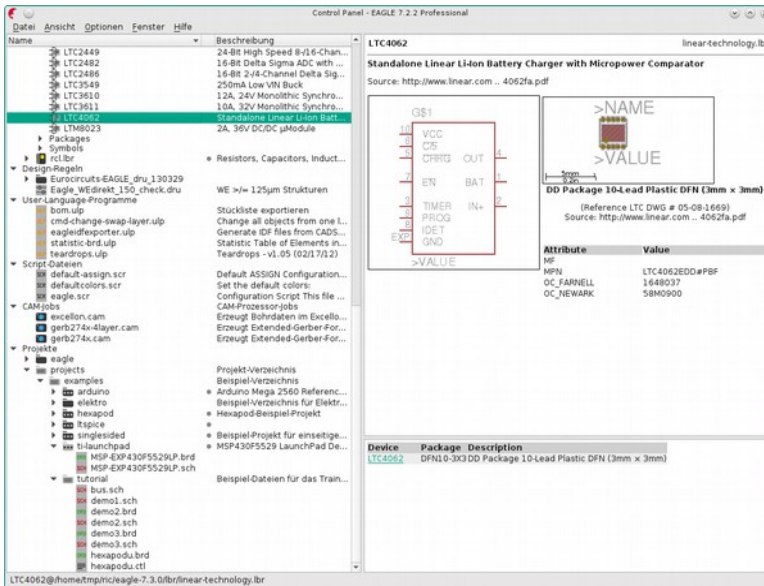 Control Panel - EAGLE 7.2.2 Professional
Datei Ansicht Optionen Fenster Hilfe
Name Beschreibung
LTC2449 24-Bit High Speed 8-/16-Chan...
LTC2482 16-Bit Delta Sigma ADC with ...
LTC2486 16-Bit 2-/4-Channel Delta Sig...
LTC3549 250mA Low VIN Buck
LTC3610 12A, 24V Monolithic Synchro...
LTC3611 10A, 32V Monolithic Synchro...
LTC4062 Standalone Linear Li-Ion Batt...
LTM8023 2A, 36V DC/DC µModule
Packages
Symbols
rcl.lbr Resistors, Capacitors, Induct...
Design-Regeln
Eurocircuits-EAGLE_dru_130329
Eagle_WEdirekt_150_check.dru WE >/= 125µm Strukturen
User-Language-Programme
bom.ulp Stückliste exportieren
cmd-change-swap-layer.ulp Change all objects from one l...
eagleidfexporter.ulp Generate IDF files from CADS...
statistic-brd.ulp Statistic Table of Elements in...
teardrops.ulp Teardrops - v1.05 (02/17/12)
Script-Dateien
default-assign.scr Default ASSIGN Configuration...
defaultcolors.scr Set the default colors:
eagle.scr Configuration Script This file ...
CAM-Jobs CAM-Prozessor-Jobs
excellon.cam Erzeugt Bohrdaten im Excello...
gerb274x-4layer.cam Erzeugt Extended-Gerber-For...
gerb274x.cam Erzeugt Extended-Gerber-For...
Projekte
eagle
projects Projekt-Verzeichnis
examples Beispiel-Verzeichnis
arduino Arduino Mega 2560 Referenc...
elektro Beispiel-Verzeichnis für Elektr...
hexapod Hexapod-Beispiel-Projekt
ltspice
singlesided Beispiel-Projekt für einseitige...
ti-launchpad MSP430F5529 LaunchPad De...
MSP-EXP430F5529LP.brd
MSP-EXP430F5529LP.sch
tutorial Beispiel-Dateien für das Train...
bus.sch
demo1.sch
demo2.brd
demo2.sch
demo3.brd
demo3.sch
hexapodu.brd
hexapodu.ctl
LTC4062@/home/tmp/ric/eagle-7.3.0/lbr/linear-technology.lbr
LTC4062 linear-technology.lb
Standalone Linear Li-Ion Battery Charger with Micropower Comparator
Source: http://www.linear.com .. 4062fa.pdf
G$1
10 VCC
8 C/5
5 CHRG OUT 4
7 EN BAT 1
TIMER IN+ 2
PROG
IDET
EXP GND
>VALUE
>NAME
>VALUE
5mm
0.2in
DD Package 10-Lead Plastic DFN (3mm × 3mm)
(Reference LTC DWG # 05-08-1669)
Source: http://www.linear.com .. 4062fa.pdf
Attribute Value
MF
MPN LTC4062EDD#PBF
OC_FARNELL 1648037
OC_NEWARK 58M0900
Device Package Description
LTC4062 DFN10-3X3 DD Package 10-Lead Plastic DFN (3mm × 3mm)